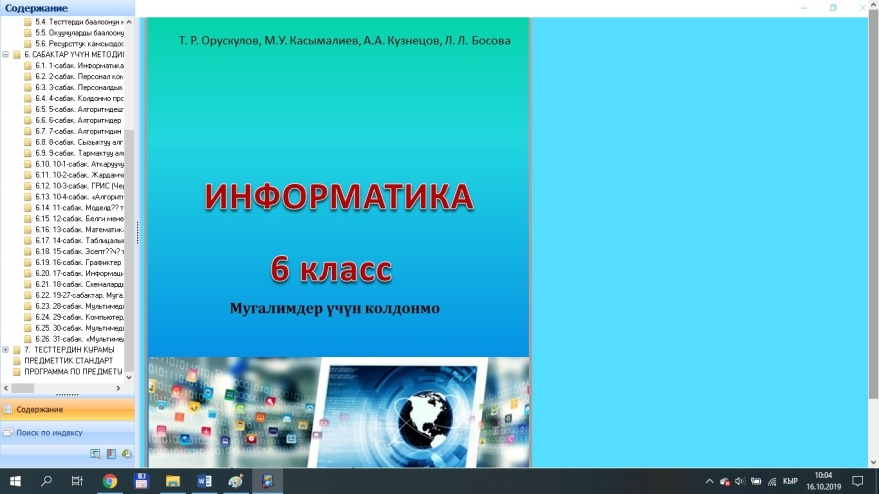 Содержание
5.4. Тесттерди баалоонун к
5.5. Окуучуларды баалоону
5.6. Ресурсттук камсыздос
6. САБАКТАР ҮЧҮН МЕТОДИ
6.1. 1-сабак. Информатика
6.2. 2-сабак. Персонал ком
6.3. 3-сабак. Персоналдык
6.4. 4-сабак. Колдонмо про
6.5. 5-сабак. Алгоритмдешт
6.6. 6-сабак. Алгоритмдер
6.7. 7-сабак. Алгоритмдин
6.8. 8-сабак. Сызыктуу алг
6.9. 9-сабак. Тармактуу ал
6.10. 10-1-сабак. Аткаруучу
6.11. 10-2-сабак. Жардамчы
6.12. 10-3-сабак. ГРИС (Чер
6.13. 10-4-сабак. «Алгоритм
6.14. 11-сабак. Моделд?? т
6.15. 12-сабак. Белги мене
6.16. 13-сабак. Математик
6.17. 14-сабак. Таблицалы
6.18. 15-сабак. Эсепт??ч?т
6.19. 16-сабак. Графиктер
6.20. 17-сабак. Информаци
6.21. 18-сабак. Схемалард
6.22. 19-27-сабактар. Муга
6.23. 28-сабак. Мультимед
6.24. 29-сабак. Компьютер
6.25. 30-сабак. Мультимед
6.26. 31-сабак. «Мультимед
7. ТЕСТТЕРДИН КУРАМЫ
ПРЕДМЕТТИК СТАНДАРТ
ПРОГРАММА ПО ПРЕДМЕТУ
Содержание
Поиск по индексу
Т. Р. Орускулов, М.У. Касымалиев, А.А. Кузнецов, Л. Л. Босова
ИНФОРМАТИКА
6 класс
Мугалимдер үчүн колдонмо
КЫР
10:04
16.10.2019